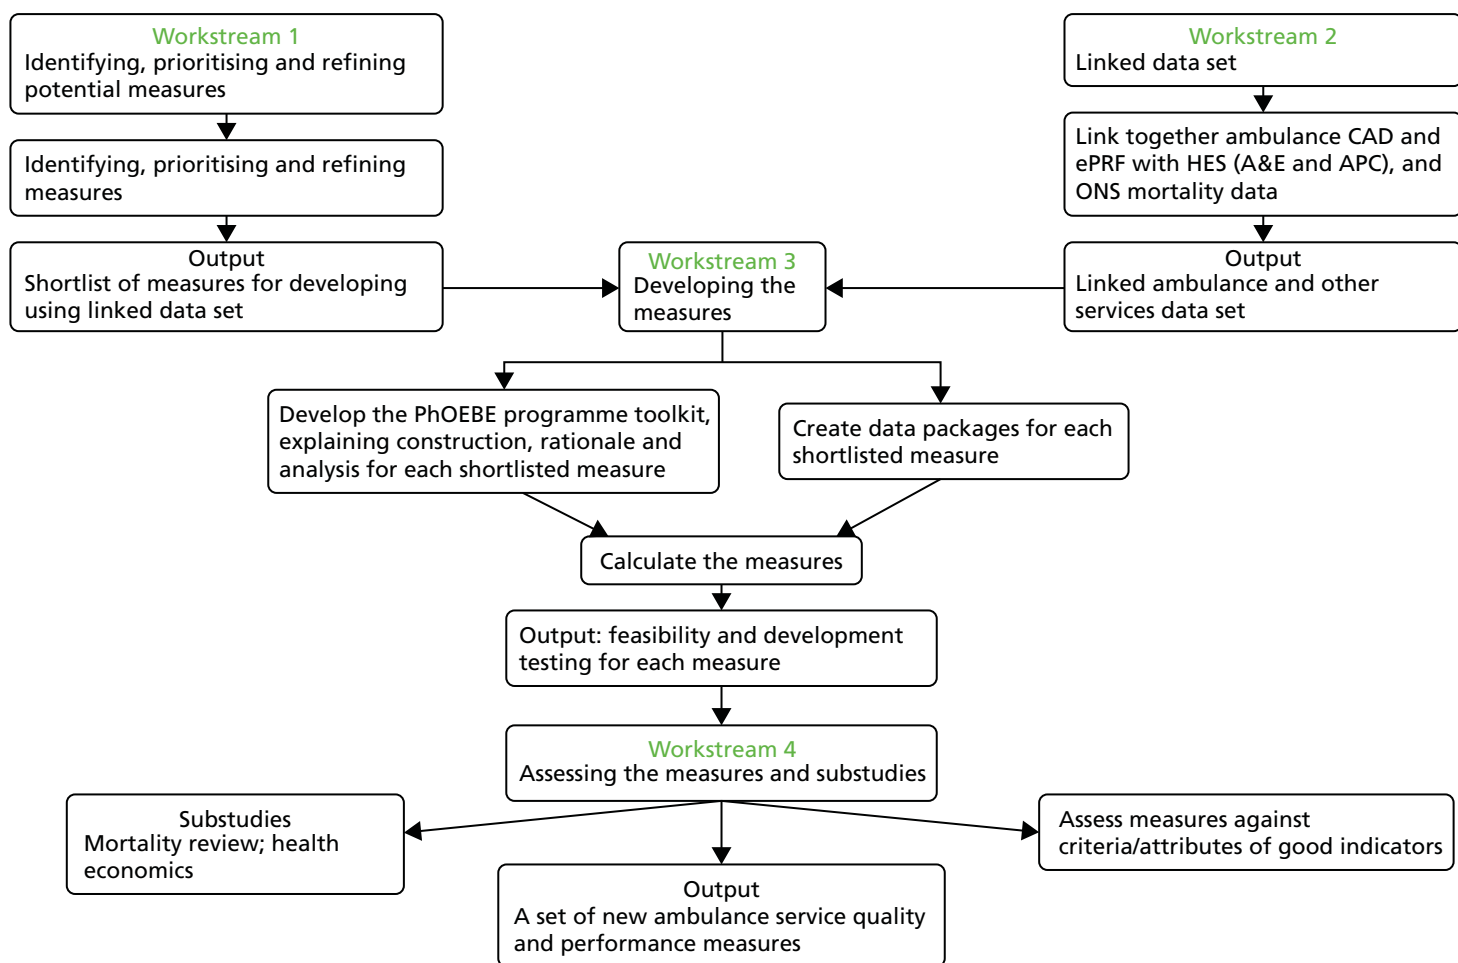 Workstream 1
Identifying, prioritising and refining
potential measures
Workstream 2
Linked data set
Identifying, prioritising and refining
measures
Link together ambulance CAD and
ePRF with HES (A&E and APC), and
ONS mortality data
Output
Shortlist of measures for developing
using linked data set
Workstream 3
Developing the
measures
Output
Linked ambulance and other
services data set
Develop the PhOEBE programme toolkit,
explaining construction, rationale and
analysis for each shortlisted measure
Create data packages for each
shortlisted measure
Calculate the measures
Output: feasibility and development
testing for each measure
Workstream 4
Assessing the measures and substudies
Substudies
Mortality review; health
economics
Output
A set of new ambulance service quality
and performance measures
Assess measures against
criteria/attributes of good indicators